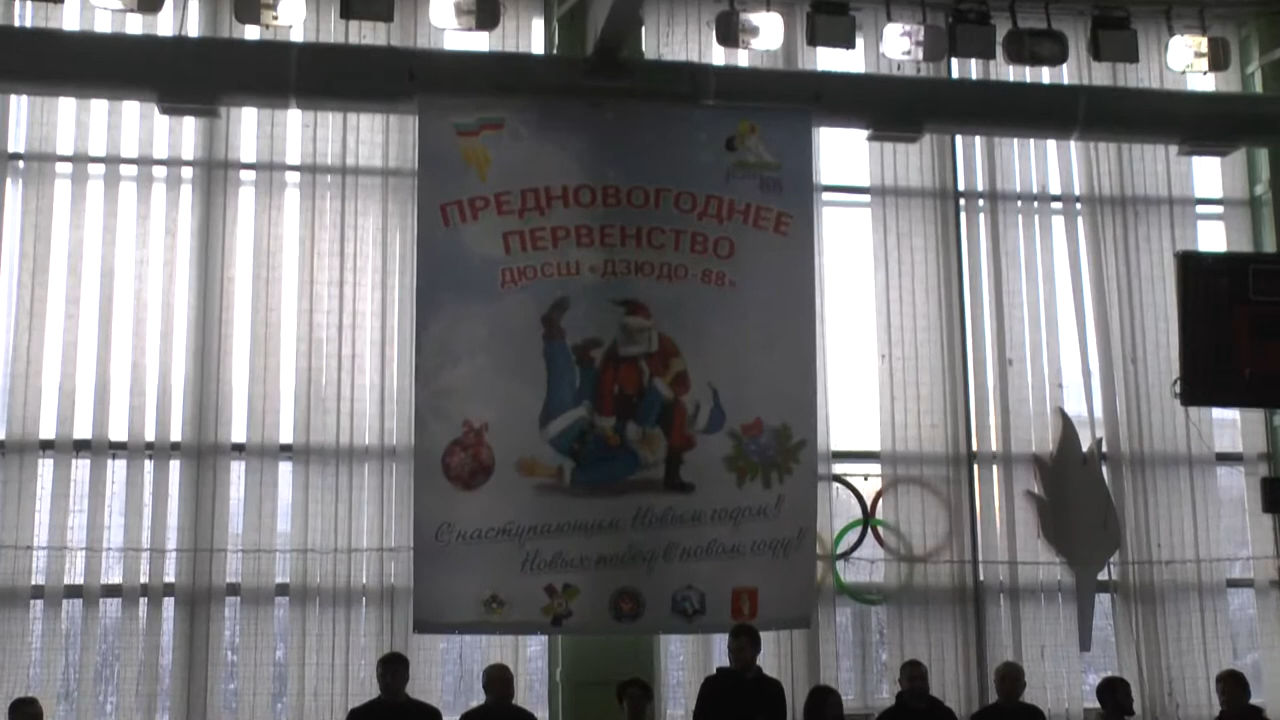 ПРЕДНОВОГОДНЕЕ
ПЕРВЕНСТВО
ДЮСШ «ДЗЮДО-88»
С наступающим Новым годом!
Новых побед в новом году!